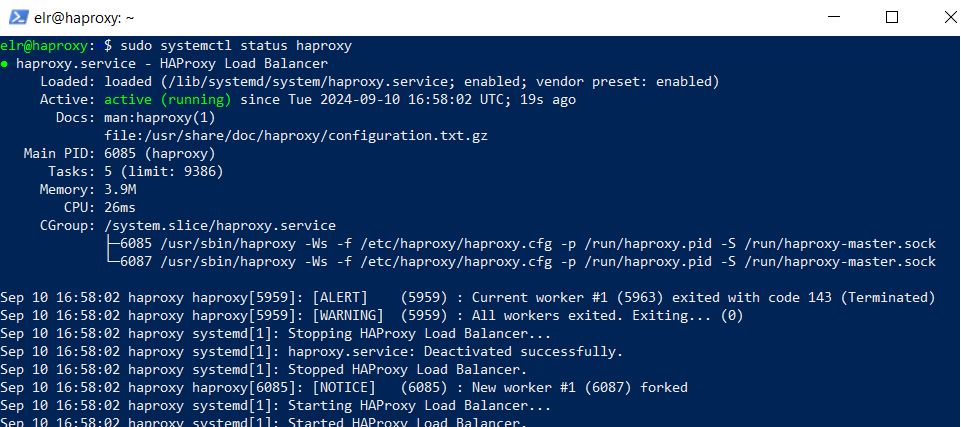 elr@haproxy: ~
elr@haproxy: $ sudo systemctl status haproxy
● haproxy.service - HAProxy Load Balancer
     Loaded: loaded (/lib/systemd/system/haproxy.service; enabled; vendor preset: enabled)
     Active: active (running) since Tue 2024-09-10 16:58:02 UTC; 19s ago
       Docs: man:haproxy(1)
             file:/usr/share/doc/haproxy/configuration.txt.gz
   Main PID: 6085 (haproxy)
      Tasks: 5 (limit: 9386)
     Memory: 3.9M
        CPU: 26ms
     CGroup: /system.slice/haproxy.service
             ├─6085 /usr/sbin/haproxy -Ws -f /etc/haproxy/haproxy.cfg -p /run/haproxy.pid -S /run/haproxy-master.sock
             └─6087 /usr/sbin/haproxy -Ws -f /etc/haproxy/haproxy.cfg -p /run/haproxy.pid -S /run/haproxy-master.sock
Sep 10 16:58:02 haproxy haproxy[5959]: [ALERT]    (5959) : Current worker #1 (5963) exited with code 143 (Terminated)
Sep 10 16:58:02 haproxy haproxy[5959]: [WARNING]  (5959) : All workers exited. Exiting... (0)
Sep 10 16:58:02 haproxy systemd[1]: Stopping HAProxy Load Balancer...
Sep 10 16:58:02 haproxy systemd[1]: haproxy.service: Deactivated successfully.
Sep 10 16:58:02 haproxy systemd[1]: Stopped HAProxy Load Balancer.
Sep 10 16:58:02 haproxy haproxy[6085]: [NOTICE]   (6085) : New worker #1 (6087) forked
Sep 10 16:58:02 haproxy systemd[1]: Starting HAProxy Load Balancer...
Sep 10 16:58:02 haproxy systemd[1]: Started HAProxy Load Balancer.